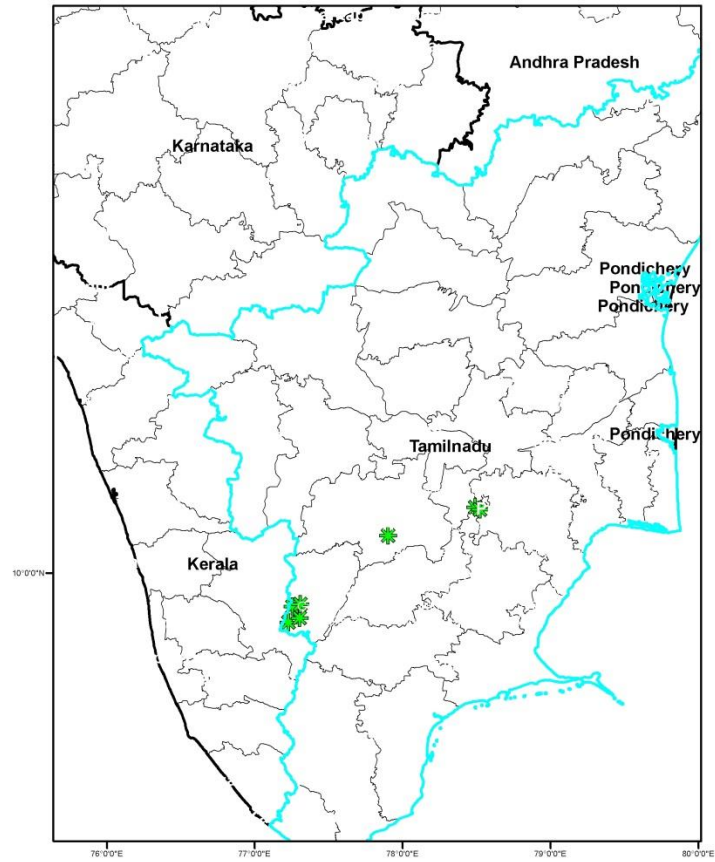 Andhra Pradesh
Karnataka
Pondichery
Pondichery
Pondichery
Pondichery
Tamilnadu
Kerala
10°0'0"N
76°0'0"E
77°0'0"E
78°0'0"E
79°0'0"E
80°0'0"E